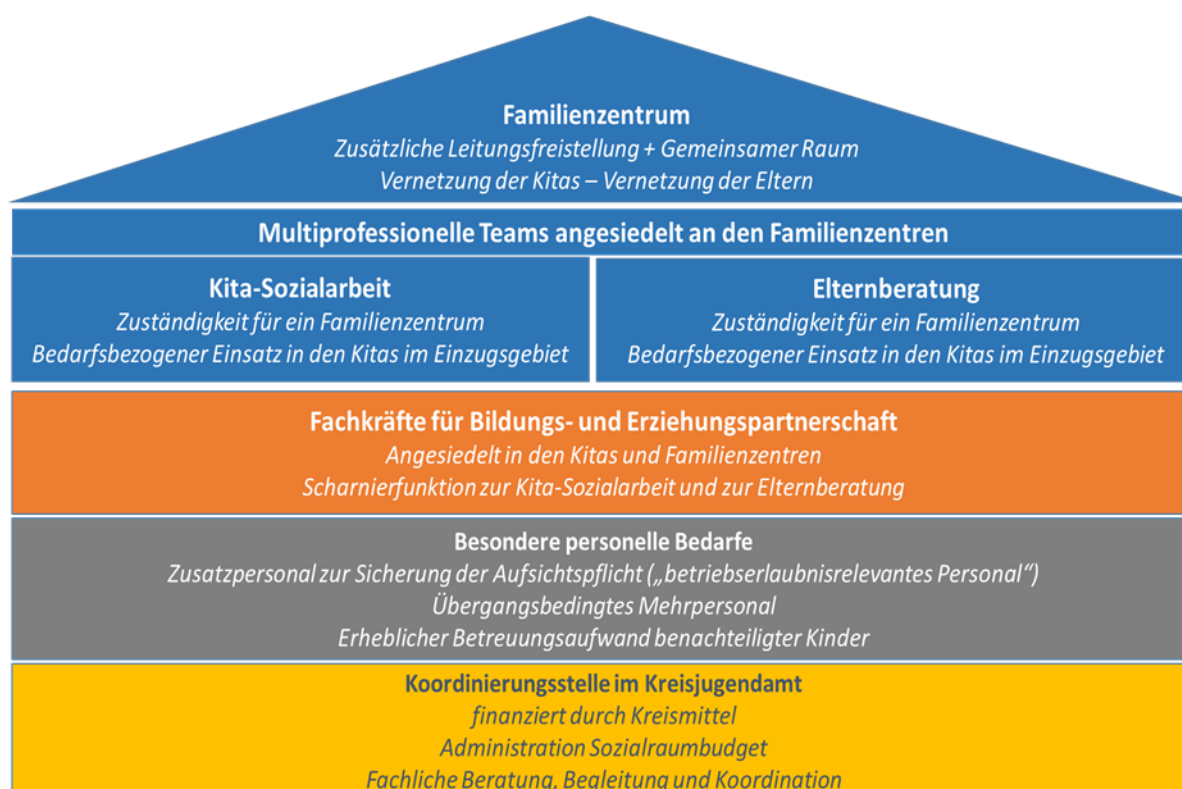 Familienzentrum
Zusätzliche Leitungsfreistellung + Gemeinsamer Raum
Vernetzung der Kitas – Vernetzung der Eltern
Multiprofessionelle Teams angesiedelt an den Familienzentren
Kita-Sozialarbeit
Zuständigkeit für ein Familienzentrum
Bedarfsbezogener Einsatz in den Kitas im Einzugsgebiet
Elternberatung
Zuständigkeit für ein Familienzentrum
Bedarfsbezogener Einsatz in den Kitas im Einzugsgebiet
Fachkräfte für Bildungs- und Erziehungspartnerschaft
Angesiedelt in den Kitas und Familienzentren
Scharnierfunktion zur Kita-Sozialarbeit und zur Elternberatung
Besondere personelle Bedarfe
Zusatzpersonal zur Sicherung der Aufsichtspflicht („betriebserlaubnisrelevantes Personal“)
Übergangsbedingtes Mehrpersonal
Erheblicher Betreuungsaufwand benachteiligter Kinder
Koordinierungsstelle im Kreisjugendamt
finanziert durch Kreismittel
Administration Sozialraumbudget
Fachliche Beratung, Begleitung und Koordination